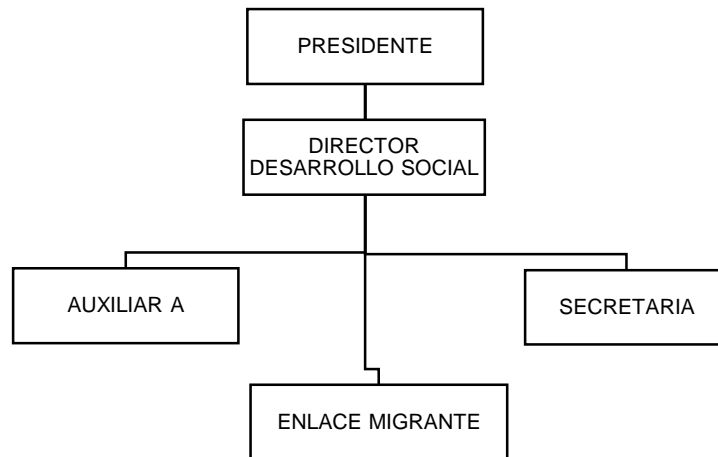 PRESIDENTE
DIRECTOR
DESARROLLO SOCIAL
AUXILIAR A
SECRETARIA
ENLACE MIGRANTE